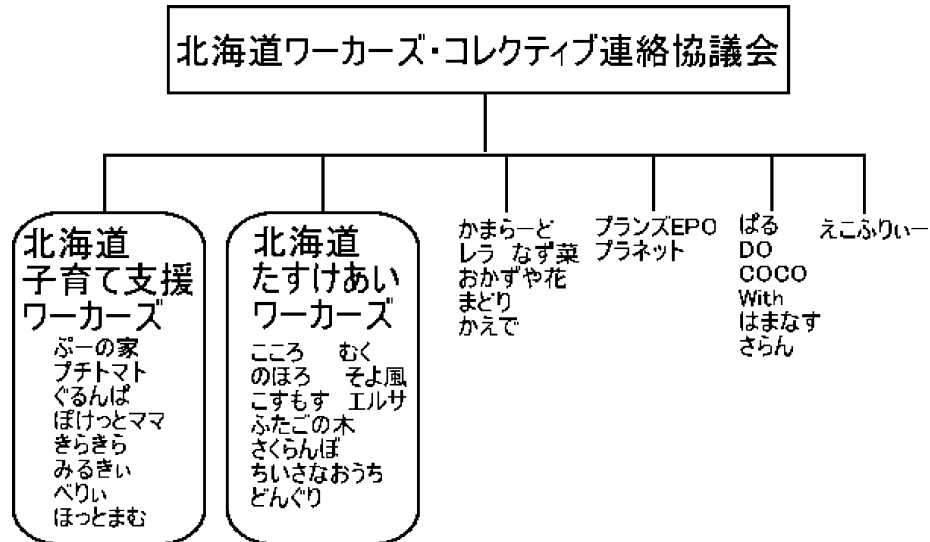 北海道ワーカーズ・コレクティブ連絡協議会
北海道
子育て支援
ワーカーズ
ぷーの家
プチトマト
ぐるんぱ
ぽけっとママ
きらきら
みるきぃ
べりぃ
ほっとまむ
北海道
たすけあい
ワーカーズ
こころ むく
のほろ そよ風
こすもす エルサ
ふたごの木
さくらんぼ
ちいさなおうち
どんぐり
かまらーど
レラ なず菜
おかずや花
まどり
かえで
プランズEPO
プラネット
ぱる
DO
COCO
With
はまなす
さらん
えこふりぃー